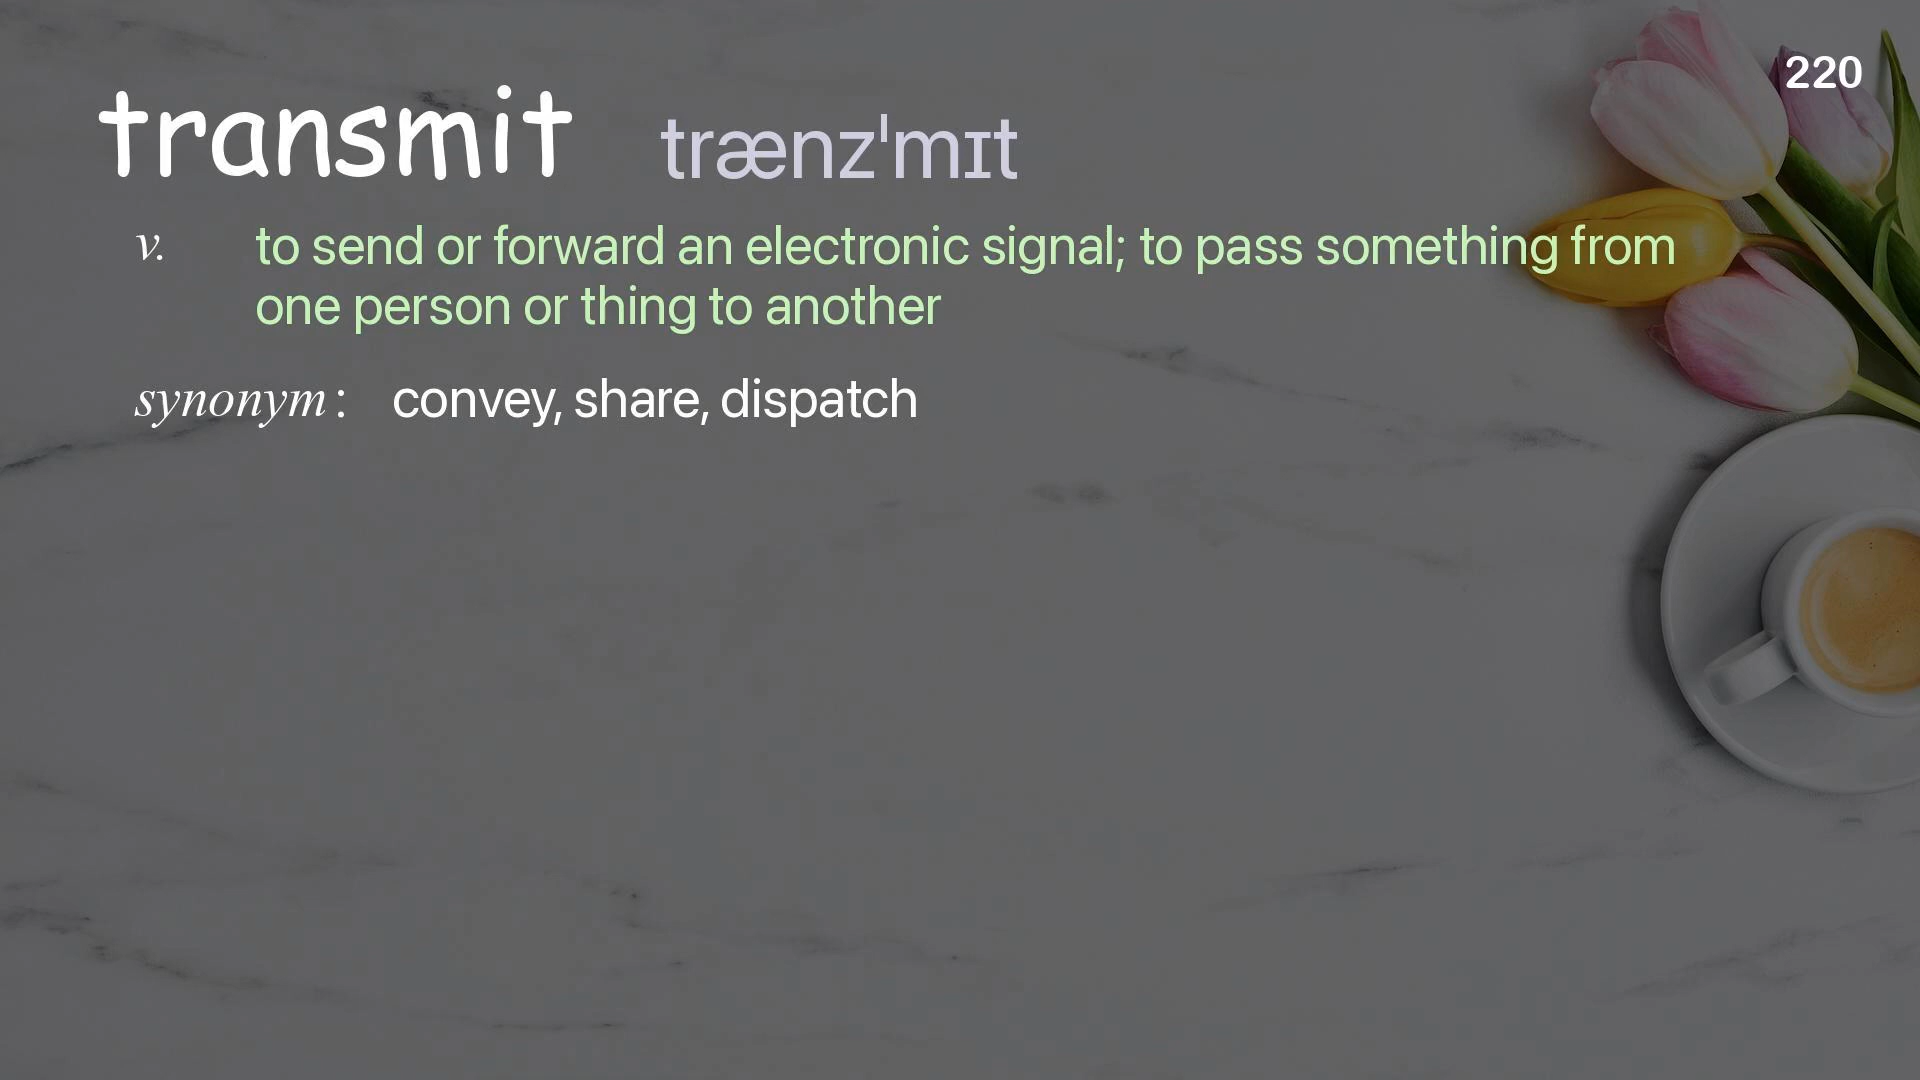 220
transmit trænzˈmɪt
v. to send or forward an electronic signal; to pass something from
one person or thing to another
synonym : convey, share, dispatch